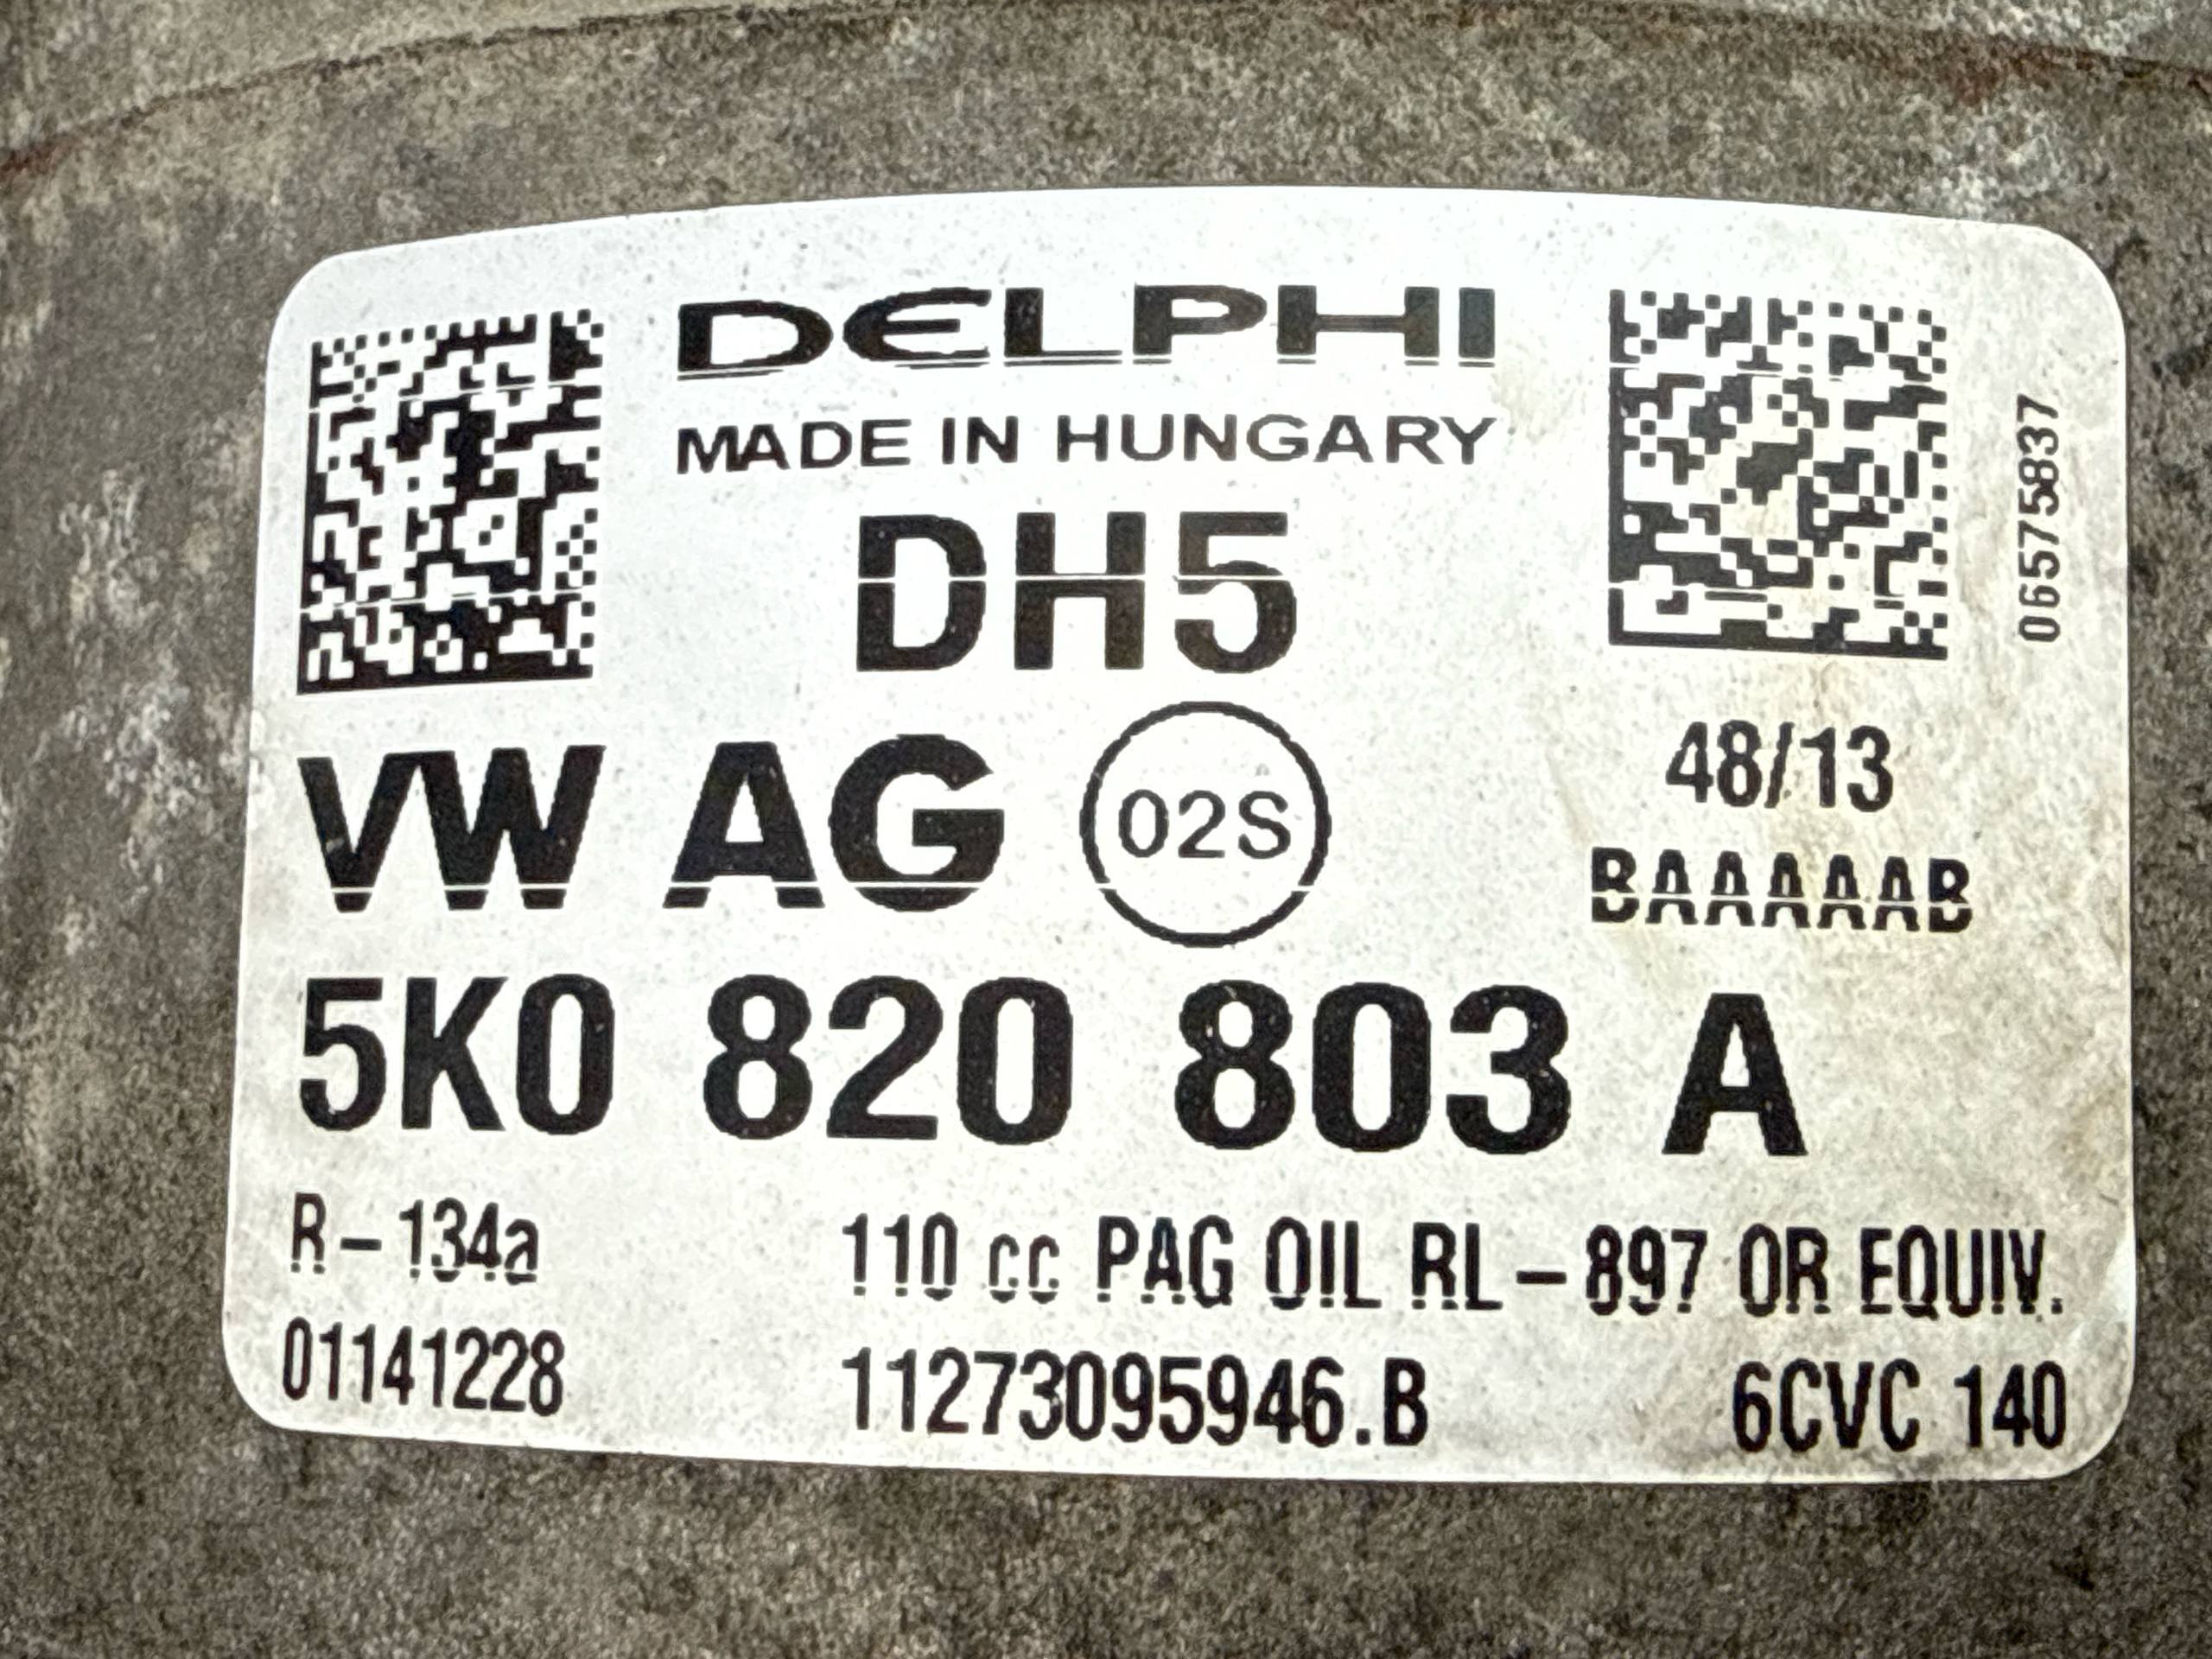 DELPHI
MADE IN HUNGARY
DH5
06575837
VW AG 02S
48/13
BAAAAAB
5K0 820 803 A
R-134a 110 cc PAG OIL RL-897 OR EQUIV.
01141228 11273095946.B 6CVC 140